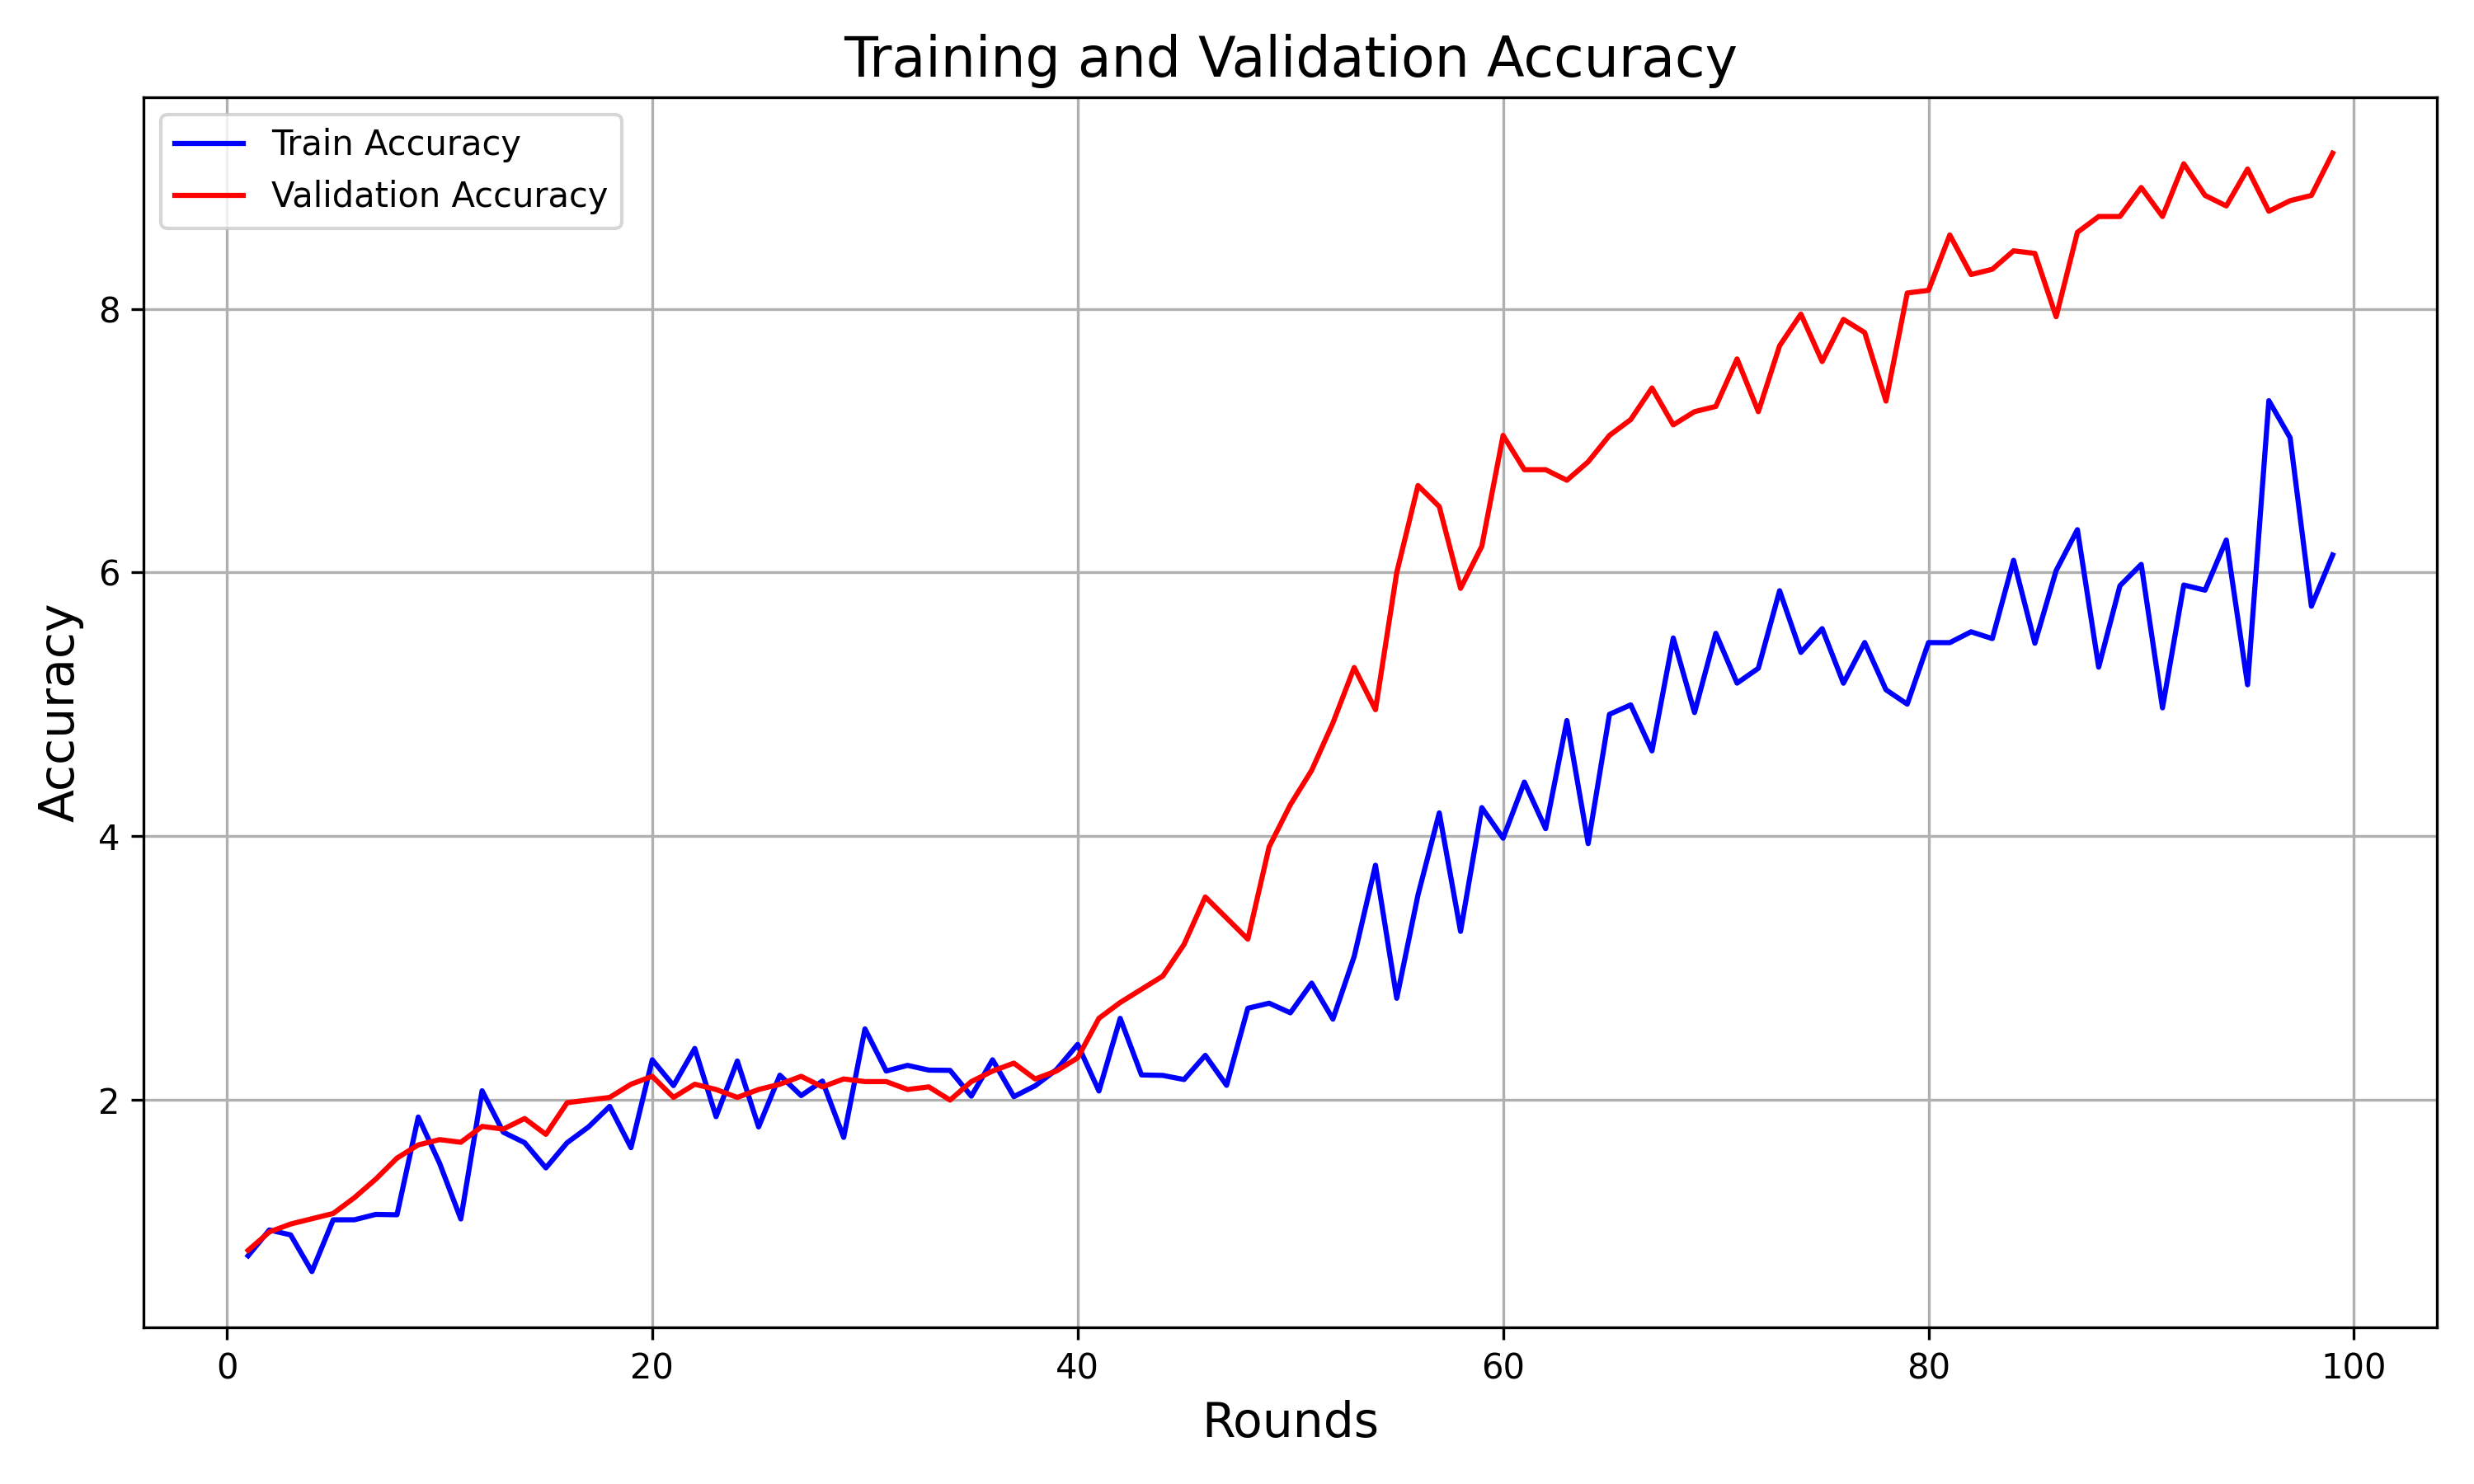 Training and Validation Accuracy
Train Accuracy
Validation Accuracy
8
6
4
2
Accuracy
0 20 40 60 80 100
Rounds